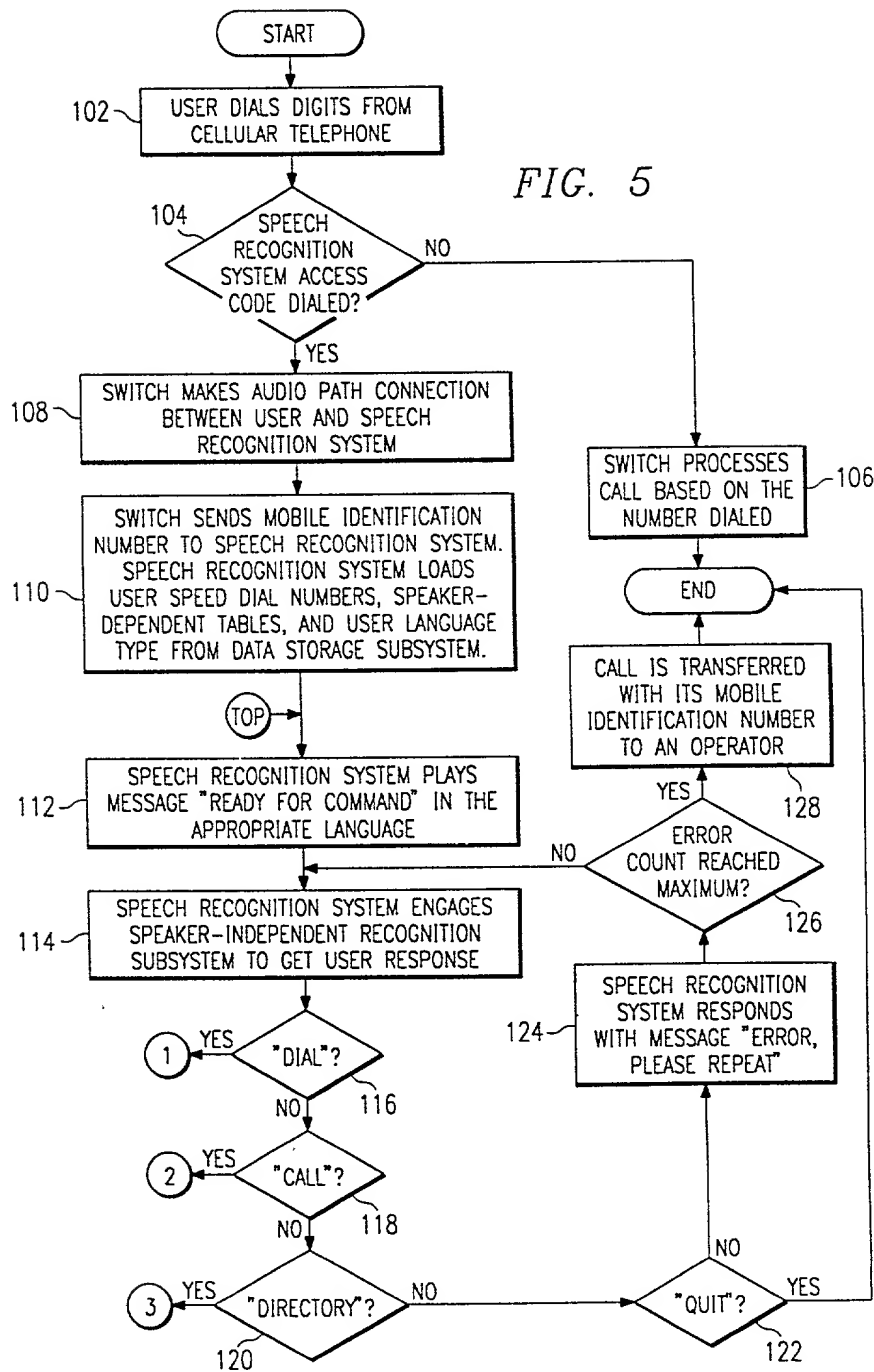 START
102
USER DIALS DIGITS FROM
CELLULAR TELEPHONE
FIG. 5
104
SPEECH
RECOGNITION
SYSTEM ACCESS
CODE DIALED?
NO
YES
108
SWITCH MAKES AUDIO PATH CONNECTION
BETWEEN USER AND SPEECH
RECOGNITION SYSTEM
SWITCH PROCESSES
CALL BASED ON THE
NUMBER DIALED
106
110
SWITCH SENDS MOBILE IDENTIFICATION
NUMBER TO SPEECH RECOGNITION SYSTEM.
SPEECH RECOGNITION SYSTEM LOADS
USER SPEED DIAL NUMBERS, SPEAKER-
DEPENDENT TABLES, AND USER LANGUAGE
TYPE FROM DATA STORAGE SUBSYSTEM.
END
TOP
CALL IS TRANSFERRED
WITH ITS MOBILE
IDENTIFICATION NUMBER
TO AN OPERATOR
128
112
SPEECH RECOGNITION SYSTEM PLAYS
MESSAGE "READY FOR COMMAND" IN THE
APPROPRIATE LANGUAGE
YES
NO
ERROR
COUNT REACHED
MAXIMUM?
126
114
SPEECH RECOGNITION SYSTEM ENGAGES
SPEAKER-INDEPENDENT RECOGNITION
SUBSYSTEM TO GET USER RESPONSE
124
SPEECH RECOGNITION
SYSTEM RESPONDS
WITH MESSAGE "ERROR,
PLEASE REPEAT"
1
YES
"DIAL"?
116
NO
2
YES
"CALL"?
118
NO
3
YES
"DIRECTORY"?
120
NO
NO
"QUIT"?
YES
122